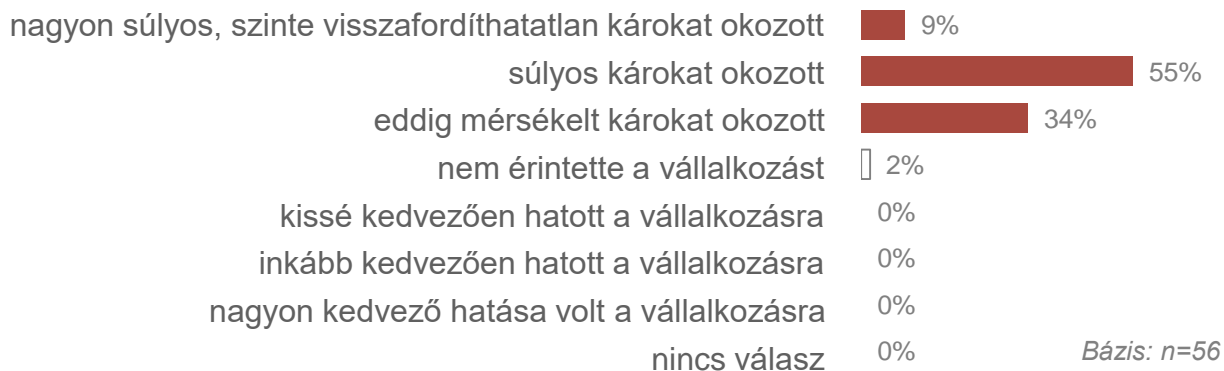 nagyon súlyos, szinte visszafordíthatatlan károkat okozott 9%
súlyos károkat okozott 55%
eddig mérsékelt károkat okozott 34%
nem érintette a vállalkozást 2%
kissé kedvezően hatott a vállalkozásra 0%
inkább kedvezően hatott a vállalkozásra 0%
nagyon kedvező hatása volt a vállalkozásra 0%
nincs válasz 0% Bázis: n=56